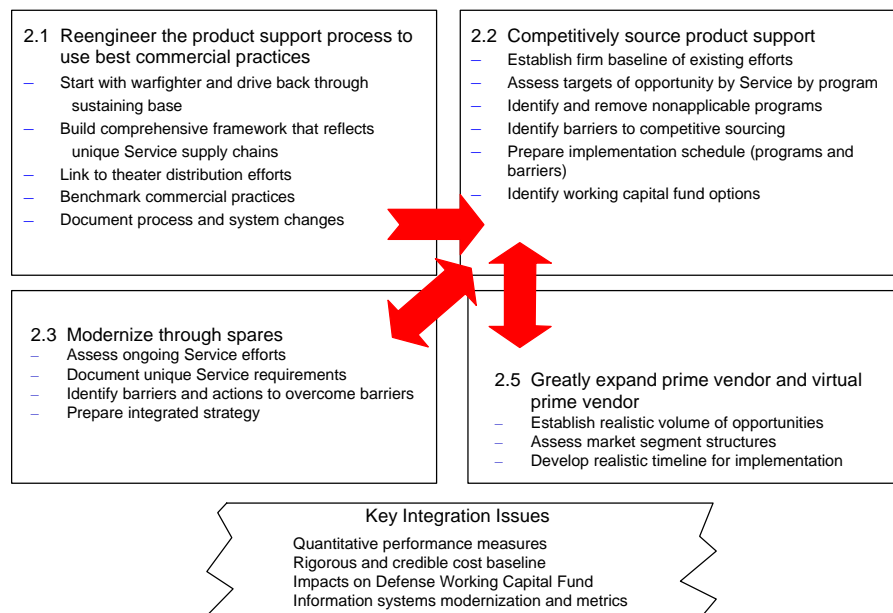 2.1 Reengineer the product support process to
use best commercial practices
– Start with warfighter and drive back through
sustaining base
– Build comprehensive framework that reflects
unique Service supply chains
– Link to theater distribution efforts
– Benchmark commercial practices
– Document process and system changes
2.2 Competitively source product support
– Establish firm baseline of existing efforts
– Assess targets of opportunity by Service by program
– Identify and remove nonapplicable programs
– Identify barriers to competitive sourcing
– Prepare implementation schedule (programs and
barriers)
– Identify working capital fund options
2.3 Modernize through spares
– Assess ongoing Service efforts
– Document unique Service requirements
– Identify barriers and actions to overcome barriers
– Prepare integrated strategy
2.5 Greatly expand prime vendor and virtual
prime vendor
– Establish realistic volume of opportunities
– Assess market segment structures
– Develop realistic timeline for implementation
Key Integration Issues
Quantitative performance measures
Rigorous and credible cost baseline
Impacts on Defense Working Capital Fund
Information systems modernization and metrics